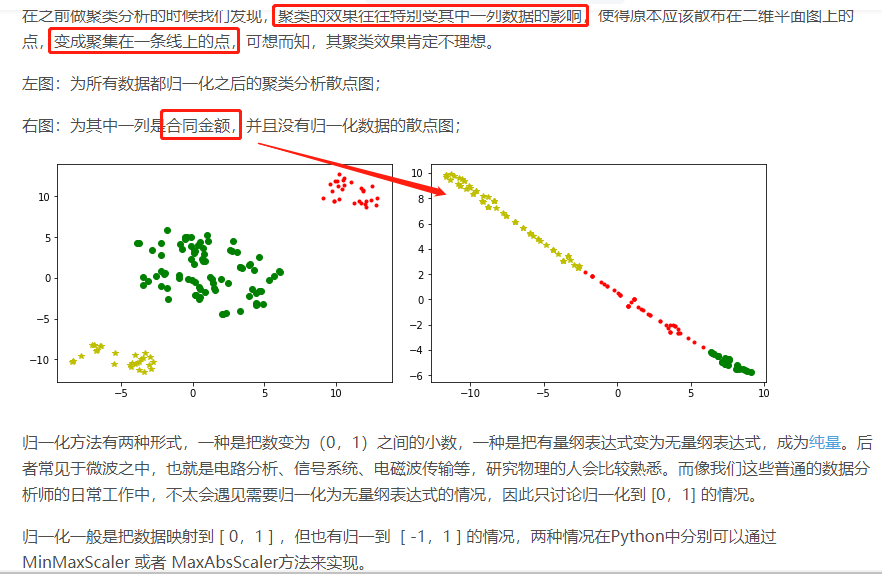 在之前做聚类分析的时候我们发现，聚类的效果往往特别受其中一列数据的影响，使得原本应该散布在二维平面图上的
点，变成聚集在一条线上的点，可想而知，其聚类效果肯定不理想。
左图：为所有数据都归一化之后的聚类分析散点图；
右图：为其中一列是合同金额，并且没有归一化数据的散点图；
10
5
0
−5
−10
−5
0
5
10
10
8
6
4
2
0
−2
−4
−6
−10
−5
0
5
10
归一化方法有两种形式，一种是把数变为（0，1）之间的小数，一种是把有量纲表达式变为无量纲表达式，成为纯量。后
者常见于微波之中，也就是电路分析、信号系统、电磁波传输等，研究物理的人会比较熟悉。而像我们这些普通的数据分
析师的日常工作中，不太会遇见需要归一化为无量纲表达式的情况，因此只讨论归一化到 [0，1] 的情况。
归一化一般是把数据映射到 [ 0，1 ] ，但也有归一到 [ -1，1 ] 的情况，两种情况在Python中分别可以通过
MinMaxScaler 或者 MaxAbsScaler方法来实现。